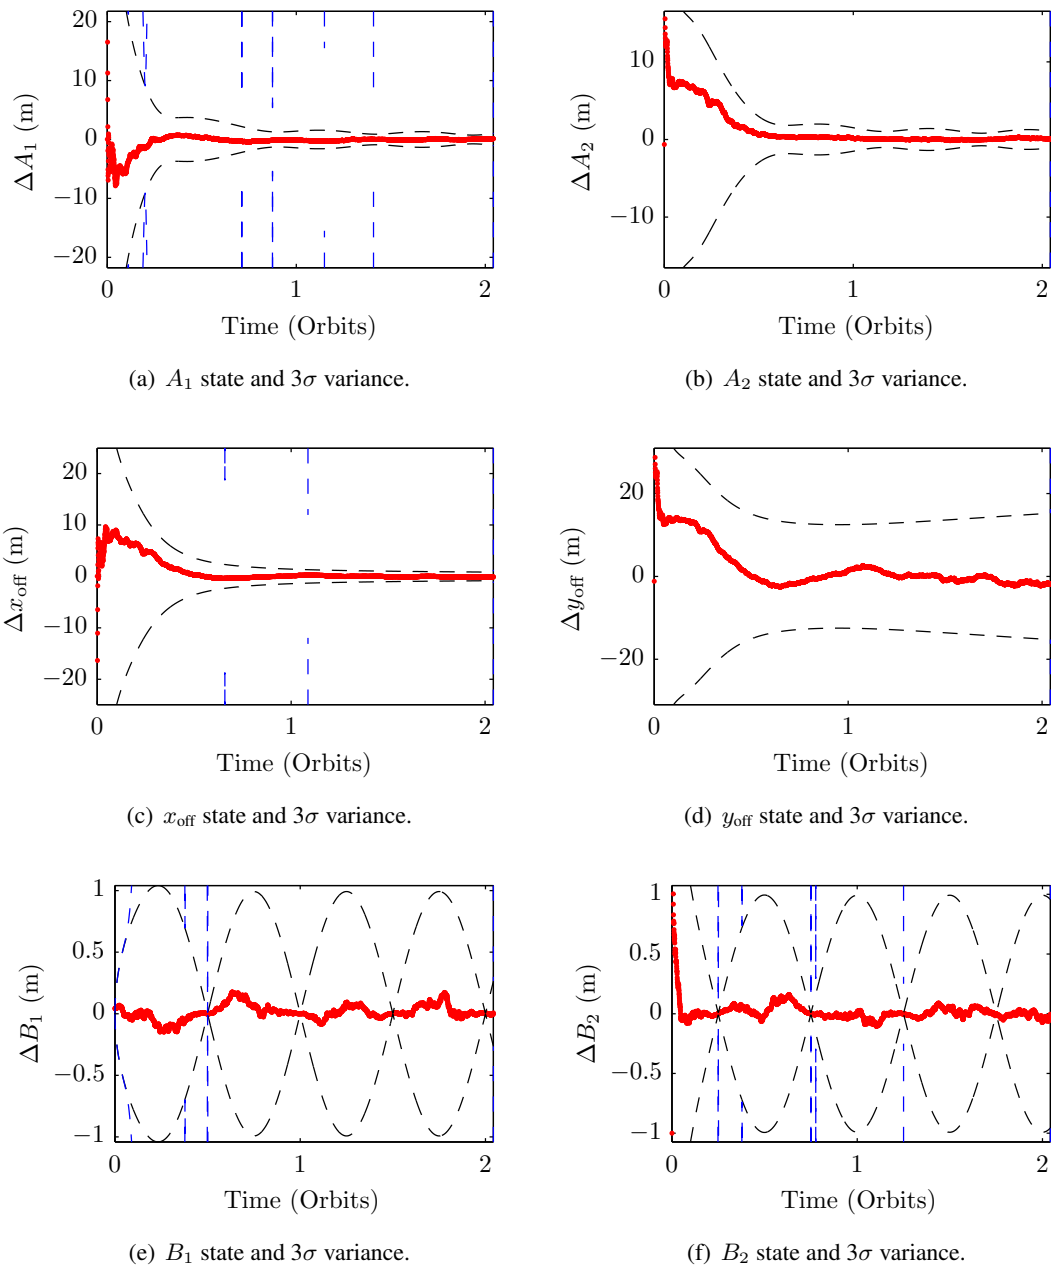 20
10
0
−10
−20
ΔA₁ (m)
0 1 2
Time (Orbits)
(a) A₁ state and 3σ variance.
10
0
−10
ΔA₂ (m)
0 1 2
Time (Orbits)
(b) A₂ state and 3σ variance.
20
10
0
−10
−20
Δx_off (m)
0 1 2
Time (Orbits)
(c) x_off state and 3σ variance.
20
0
−20
Δy_off (m)
0 1 2
Time (Orbits)
(d) y_off state and 3σ variance.
1
0.5
0
−0.5
−1
ΔB₁ (m)
0 1 2
Time (Orbits)
(e) B₁ state and 3σ variance.
1
0.5
0
−0.5
−1
ΔB₂ (m)
0 1 2
Time (Orbits)
(f) B₂ state and 3σ variance.